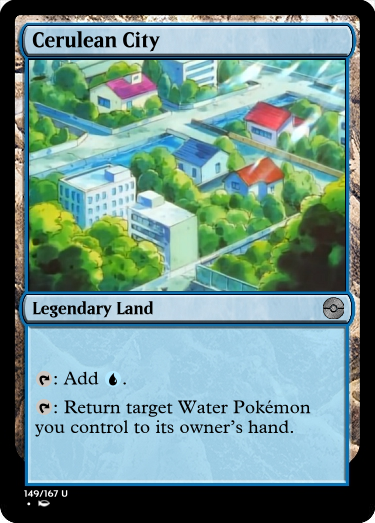 Cerulean City
Legendary Land
: Add .
: Return target Water Pokémon
you control to its owner's hand.
149/167 U